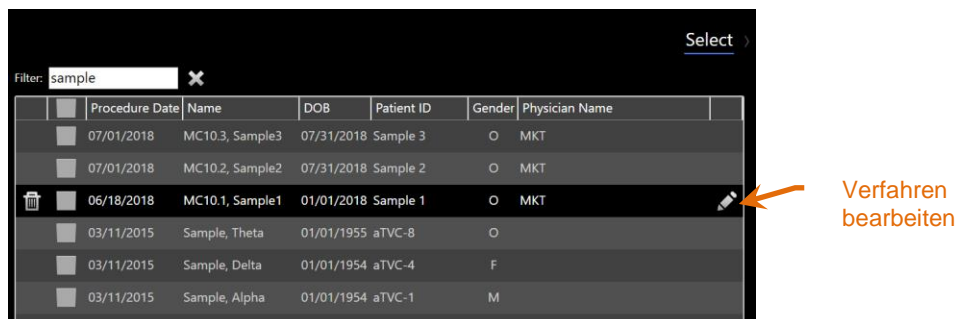 Select
Filter: sample
Procedure Date Name DOB Patient ID Gender Physician Name
07/01/2018 MC10.3, Sample3 07/31/2018 Sample 3 O MKT
07/01/2018 MC10.2, Sample2 07/31/2018 Sample 2 O MKT
06/18/2018 MC10.1, Sample1 01/01/2018 Sample 1 O MKT
03/11/2015 Sample, Theta 01/01/1955 aTVC-8 O
03/11/2015 Sample, Delta 01/01/1954 aTVC-4 F
03/11/2015 Sample, Alpha 01/01/1954 aTVC-1 M
Verfahren
bearbeiten